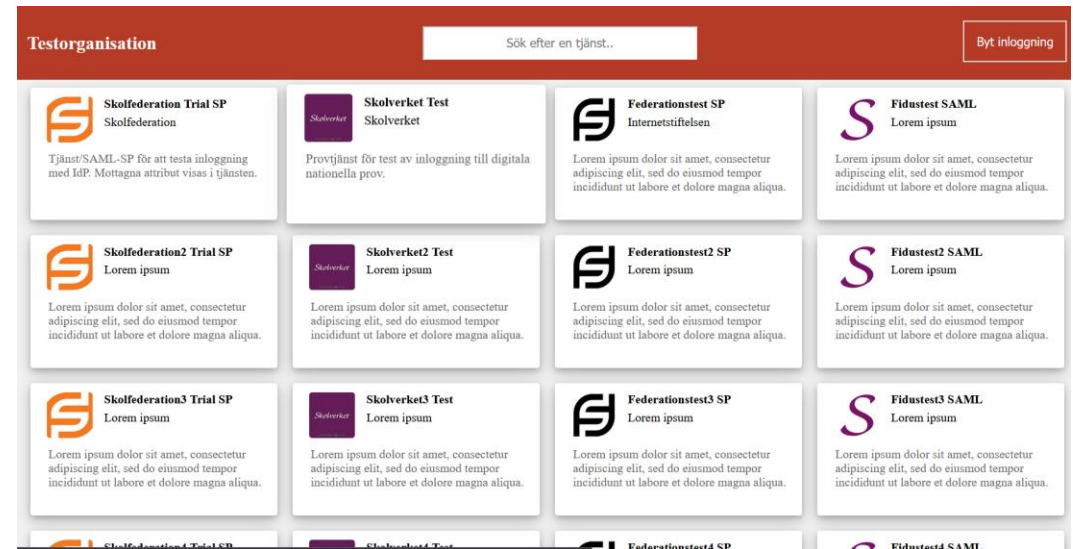 Testorganisation
Sök efter en tjänst..
Byt inloggning
Skolfederation Trial SP
Skolfederation
Tjänst/SAML-SP för att testa inloggning
med IdP. Mottagna attribut visas i tjänsten.
Skolverket
Skolverket Test
Skolverket
Provtjänst för test av inloggning till digitala
nationella prov.
Federationstest SP
Internetstiftelsen
Lorem ipsum dolor sit amet, consectetur
adipiscing elit, sed do eiusmod tempor
incididunt ut labore et dolore magna aliqua.
S
Fidustest SAML
Lorem ipsum
Lorem ipsum dolor sit amet, consectetur
adipiscing elit, sed do eiusmod tempor
incididunt ut labore et dolore magna aliqua.
Skolfederation2 Trial SP
Lorem ipsum
Lorem ipsum dolor sit amet, consectetur
adipiscing elit, sed do eiusmod tempor
incididunt ut labore et dolore magna aliqua.
Skolverket
Skolverket2 Test
Lorem ipsum
Lorem ipsum dolor sit amet, consectetur
adipiscing elit, sed do eiusmod tempor
incididunt ut labore et dolore magna aliqua.
Federationstest2 SP
Lorem ipsum
Lorem ipsum dolor sit amet, consectetur
adipiscing elit, sed do eiusmod tempor
incididunt ut labore et dolore magna aliqua.
S
Fidustest2 SAML
Lorem ipsum
Lorem ipsum dolor sit amet, consectetur
adipiscing elit, sed do eiusmod tempor
incididunt ut labore et dolore magna aliqua.
Skolfederation3 Trial SP
Lorem ipsum
Lorem ipsum dolor sit amet, consectetur
adipiscing elit, sed do eiusmod tempor
incididunt ut labore et dolore magna aliqua.
Skolverket
Skolverket3 Test
Lorem ipsum
Lorem ipsum dolor sit amet, consectetur
adipiscing elit, sed do eiusmod tempor
incididunt ut labore et dolore magna aliqua.
Federationstest3 SP
Lorem ipsum
Lorem ipsum dolor sit amet, consectetur
adipiscing elit, sed do eiusmod tempor
incididunt ut labore et dolore magna aliqua.
S
Fidustest3 SAML
Lorem ipsum
Lorem ipsum dolor sit amet, consectetur
adipiscing elit, sed do eiusmod tempor
incididunt ut labore et dolore magna aliqua.
Skolfederation4 Trial SP
Skolverket4 Test
Federationstest4 SP
Fidustest4 SAML